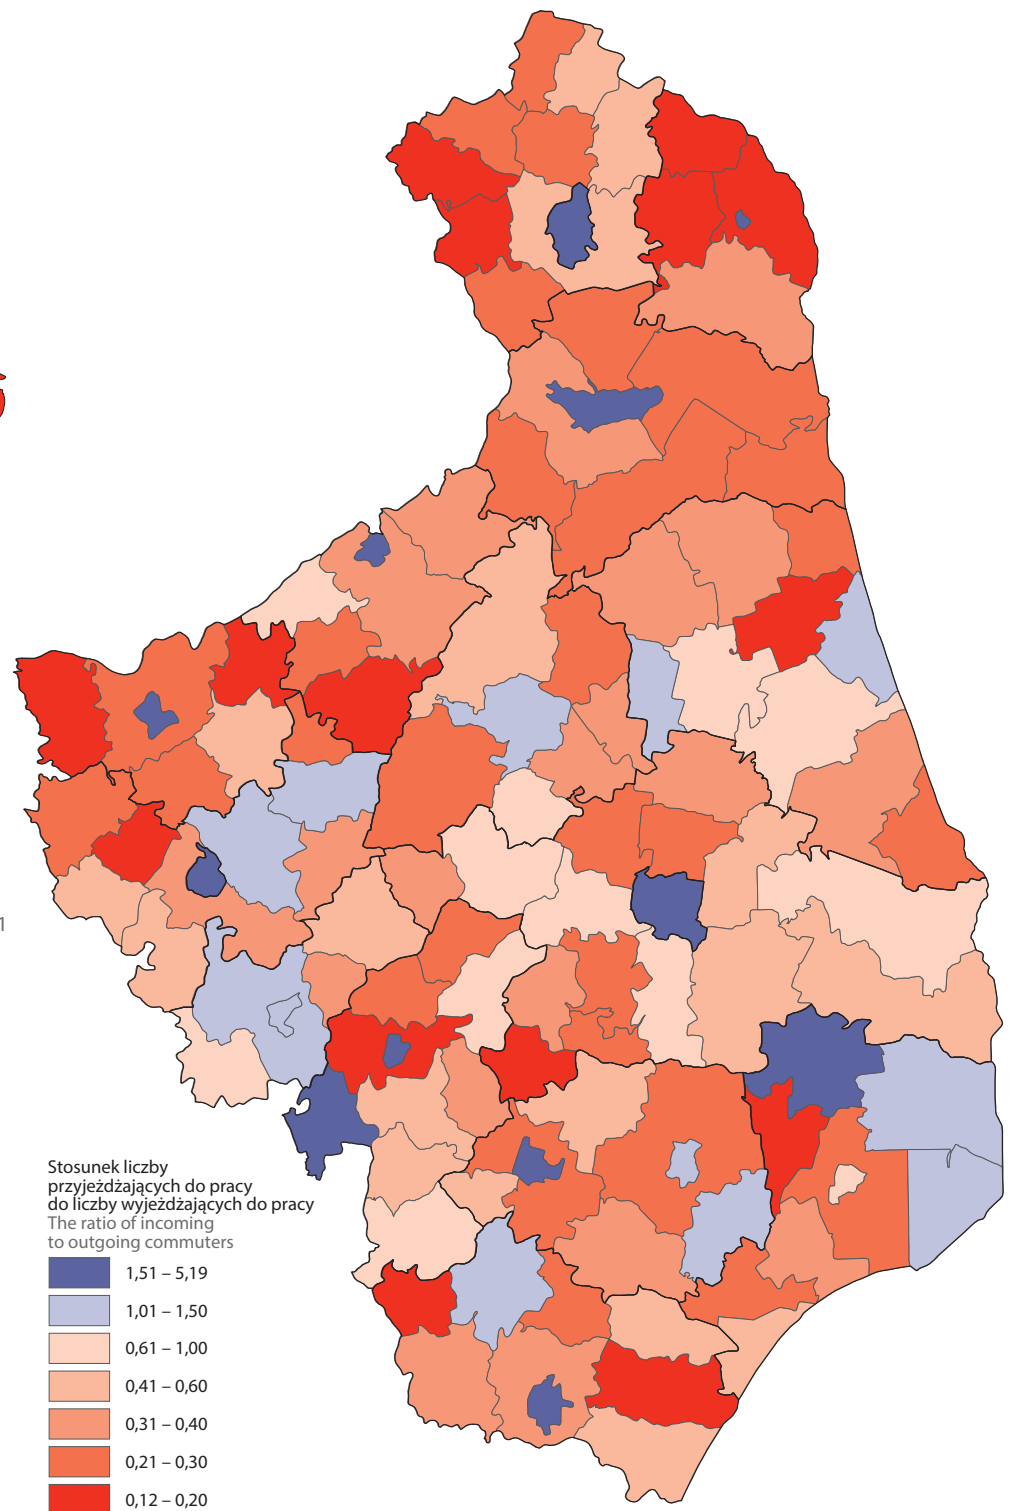 1
Stosunek liczby
przyjeżdżających do pracy
do liczby wyjeżdżających do pracy
The ratio of incoming
to outgoing commuters
1,51 – 5,19
1,01 – 1,50
0,61 – 1,00
0,41 – 0,60
0,31 – 0,40
0,21 – 0,30
0,12 – 0,20